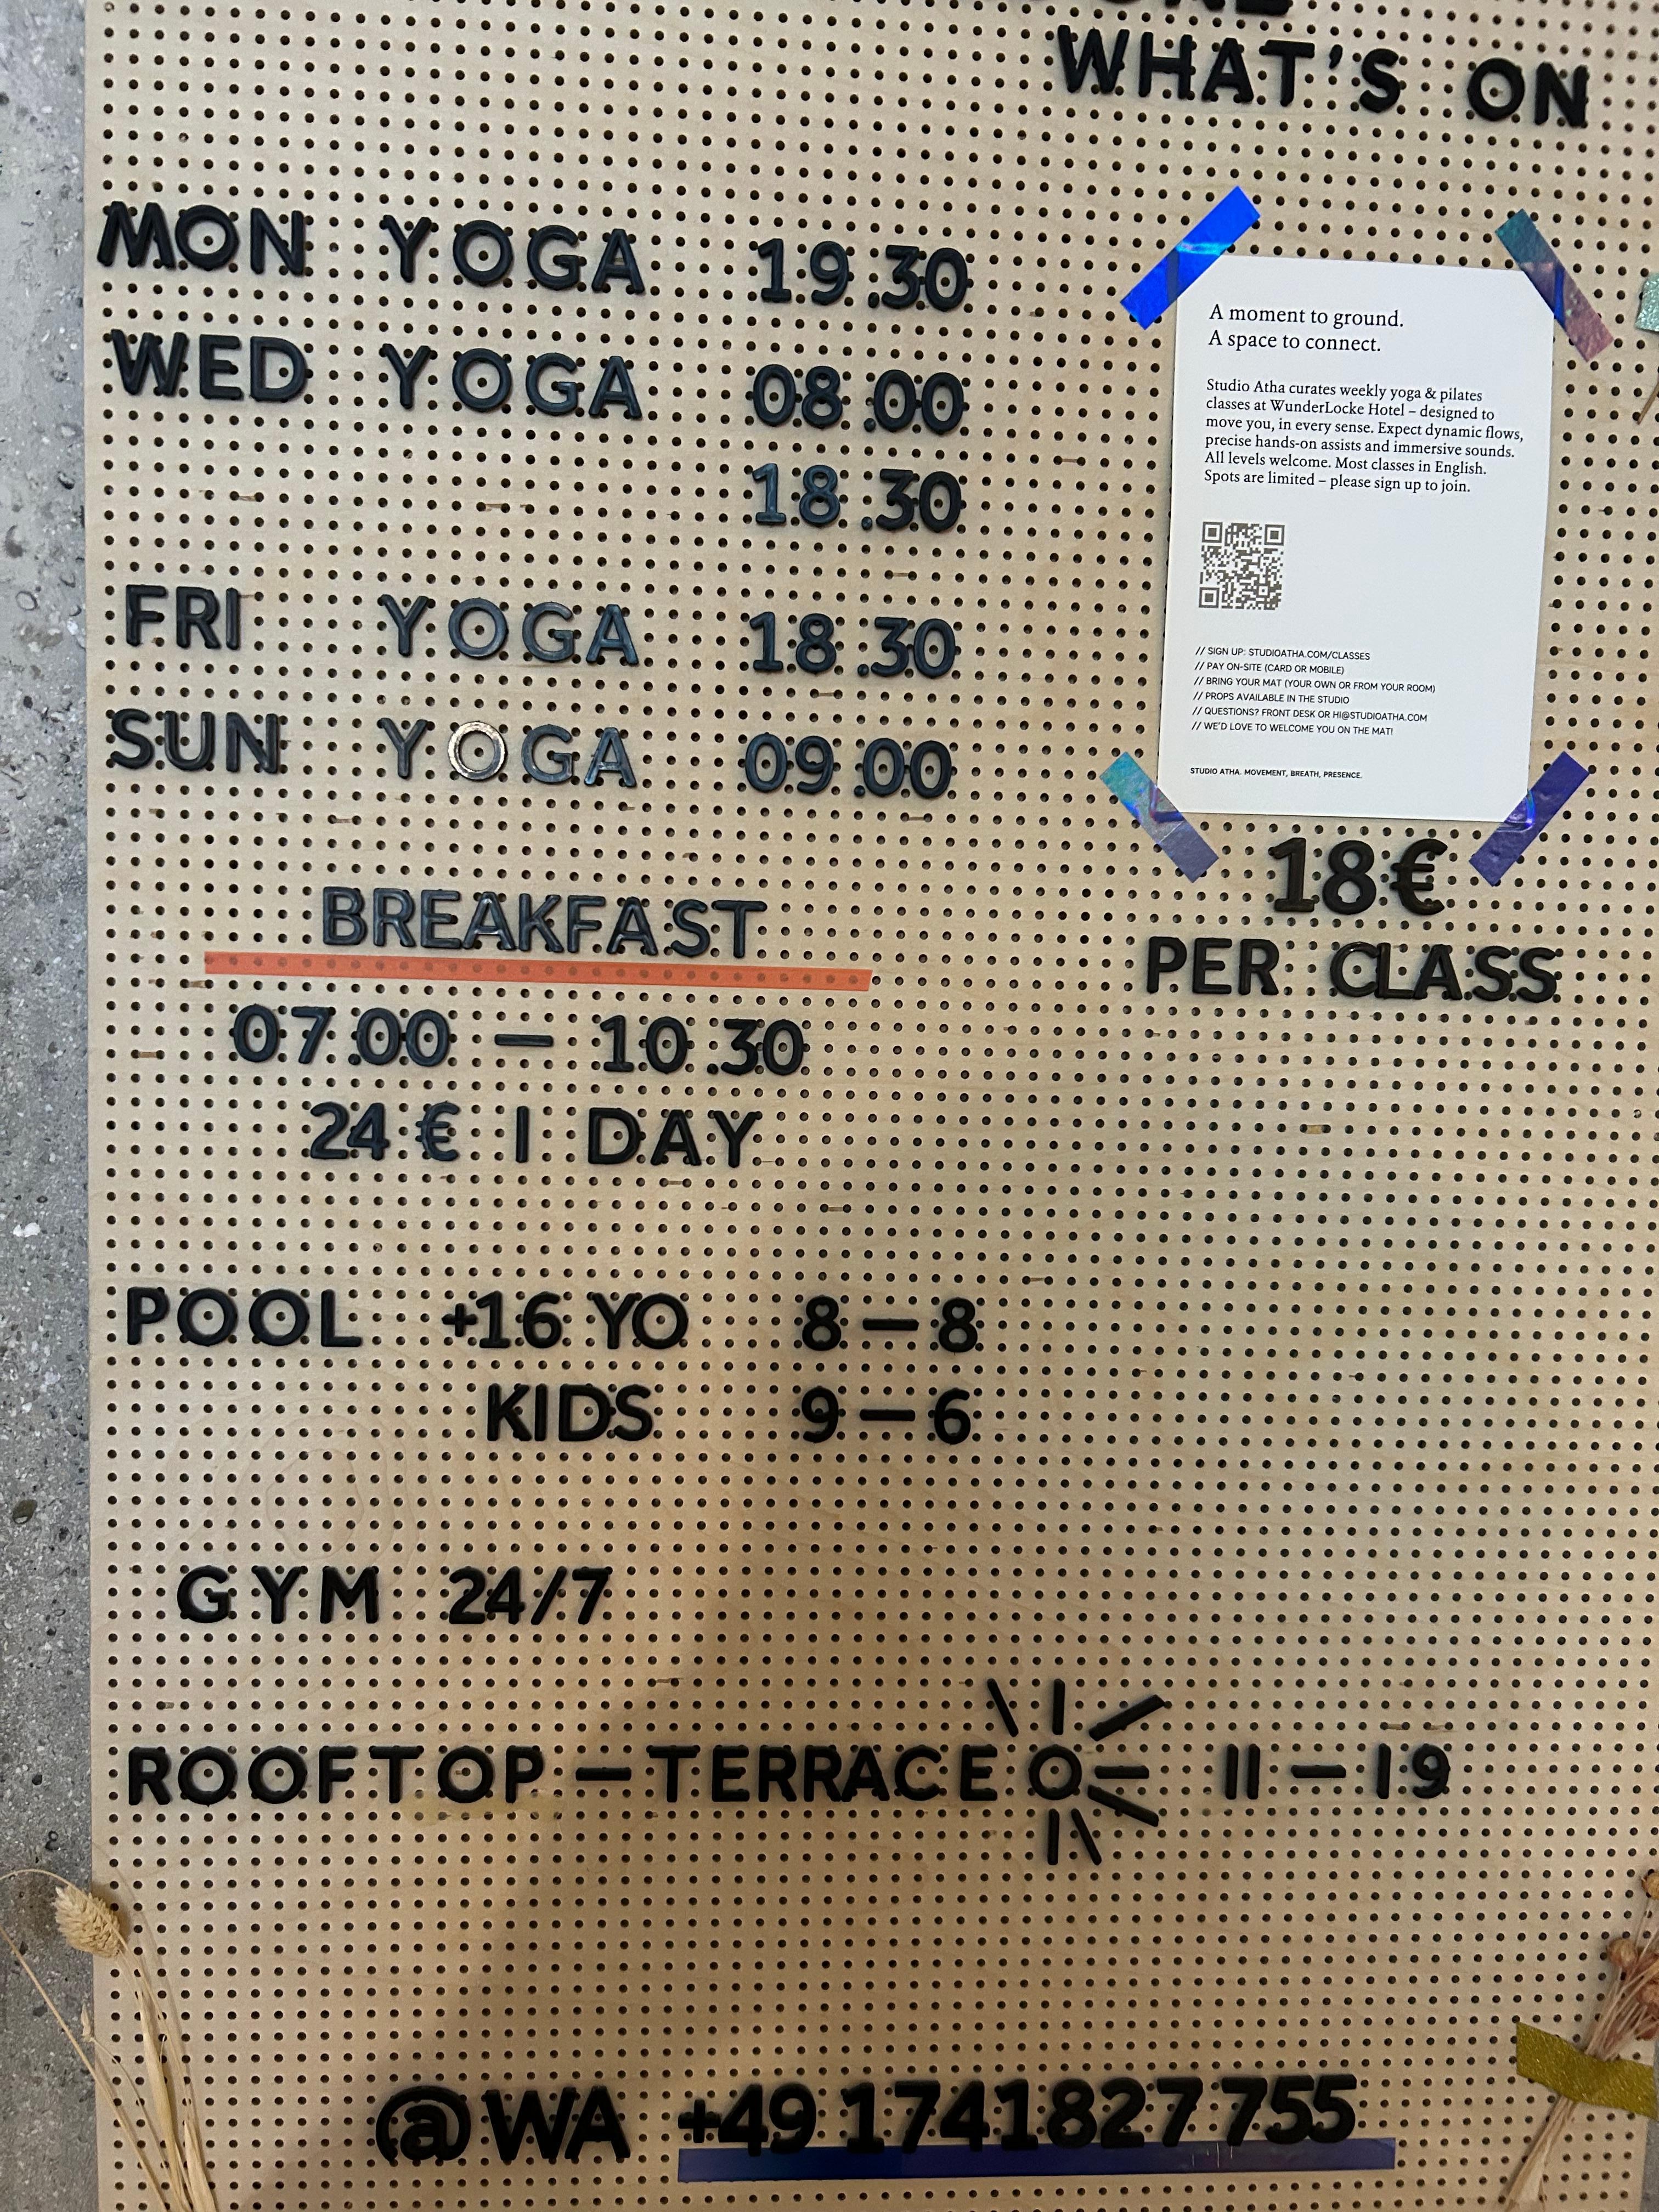 WHAT'S ON
MON YOGA 19.30
WED YOGA 08.00
18.30
FRI YOGA 18.30
SUN YOGA 09.00
A moment to ground.
A space to connect.
Studio Atha curates weekly yoga & pilates
classes at WunderLocke Hotel – designed to
move you, in every sense. Expect dynamic flows,
precise hands-on assists and immersive sounds.
All levels welcome. Most classes in English.
Spots are limited – please sign up to join.
// SIGN UP: STUDIOATHA.COM/CLASSES
// PAY ON-SITE (CARD OR MOBILE)
// BRING YOUR MAT (YOUR OWN OR FROM YOUR ROOM)
// PROPS AVAILABLE IN THE STUDIO
// QUESTIONS? FRONT DESK OR HI@STUDIOATHA.COM
// WE'D LOVE TO WELCOME YOU ON THE MAT!
STUDIO ATHA. MOVEMENT, BREATH, PRESENCE.
18€
PER CLASS
BREAKFAST
07.00 — 10.30
24€ | DAY
POOL +16 YO 8 — 8
KIDS 9 — 6
GYM 24/7
ROOFTOP — TERRACE 11 — 19
@WA +49 1741827755